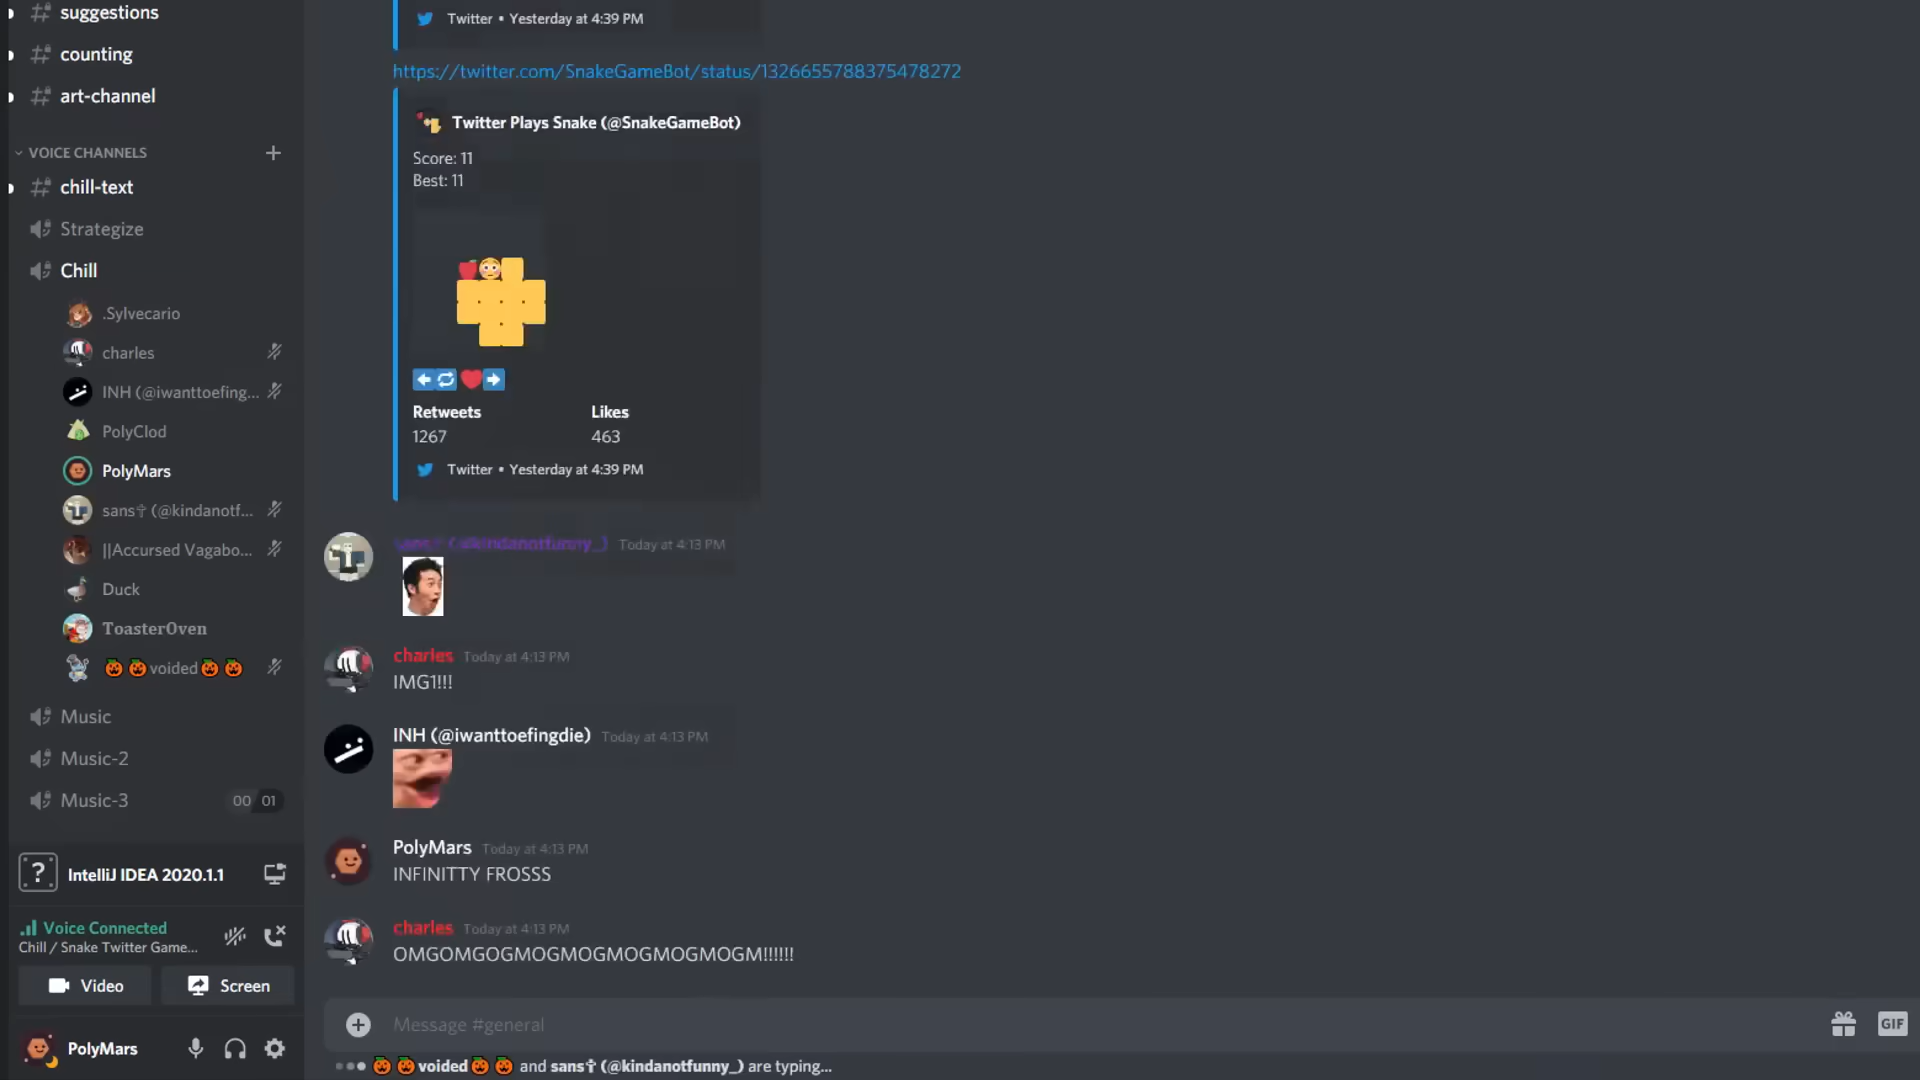 suggestions
counting
art-channel
VOICE CHANNELS
chill-text
Strategize
Chill
.Sylvecario
charles
INH (@iwanttoefing...
PolyClod
PolyMars
sans✞ (@kindanotf...
||Accursed Vagabo...
Duck
ToasterOven
🎃 🎃 voided 🎃 🎃
Music
Music-2
Music-3 00 01
IntelliJ IDEA 2020.1.1
Voice Connected
Chill / Snake Twitter Game...
Video Screen
PolyMars
Twitter • Yesterday at 4:39 PM
https://twitter.com/SnakeGameBot/status/1326655788375478272
Twitter Plays Snake (@SnakeGameBot)
Score: 11
Best: 11
Retweets Likes
1267 463
Twitter • Yesterday at 4:39 PM
sans✞ (@kindanotfunny_) Today at 4:13 PM
charles Today at 4:13 PM
IMG1!!!
INH (@iwanttoefingdie) Today at 4:13 PM
PolyMars Today at 4:13 PM
INFINITTY FROSSS
charles Today at 4:13 PM
OMGOMGOGMOGMOGMOGMOGMOGM!!!!!!
Message #general
GIF
🎃 🎃 voided 🎃 🎃 and sans✞ (@kindanotfunny_) are typing...